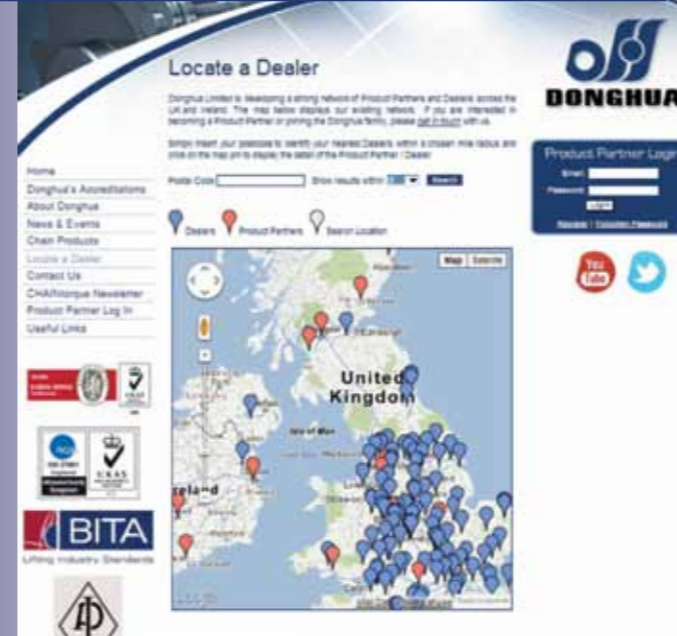 Locate a Dealer
DONGHUA
Donghua Limited is developing a strong network of Product Partners and Dealers across the
UK and Ireland. The map below displays our existing network. If you are interested in
becoming a Product Partner or joining the Donghua family, please get in touch with us.
Simply insert your postcode to identify your nearest Dealers within a chosen mile radius and
click on the map pin to display the detail of the Product Partner / Dealer
Postal Code
Show results within
Search
Dealers
Product Partners
Search Location
Home
Donghua's Accreditations
About Donghua
News & Events
Chain Products
Locate a Dealer
Contact Us
CHAINtorque Newsletter
Product Partner Log In
Useful Links
Product Partner Login
Email:
Password:
Login
Register | Forgotten Password
You
Tube
Map
Satellite
Aberdeen
Edinburgh
United
Kingdom
Isle of Man
UKAS
UKAS
BITA
Lifting Industry Standards